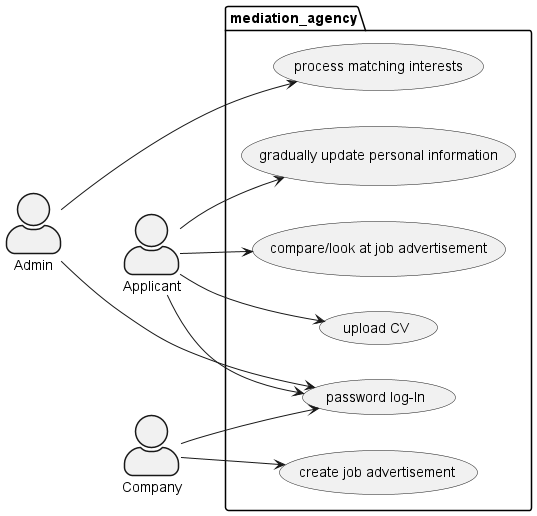 mediation_agency
process matching interests
gradually update personal information
compare/look at job advertisement
Admin
Applicant
upload CV
password log-In
create job advertisement
Company